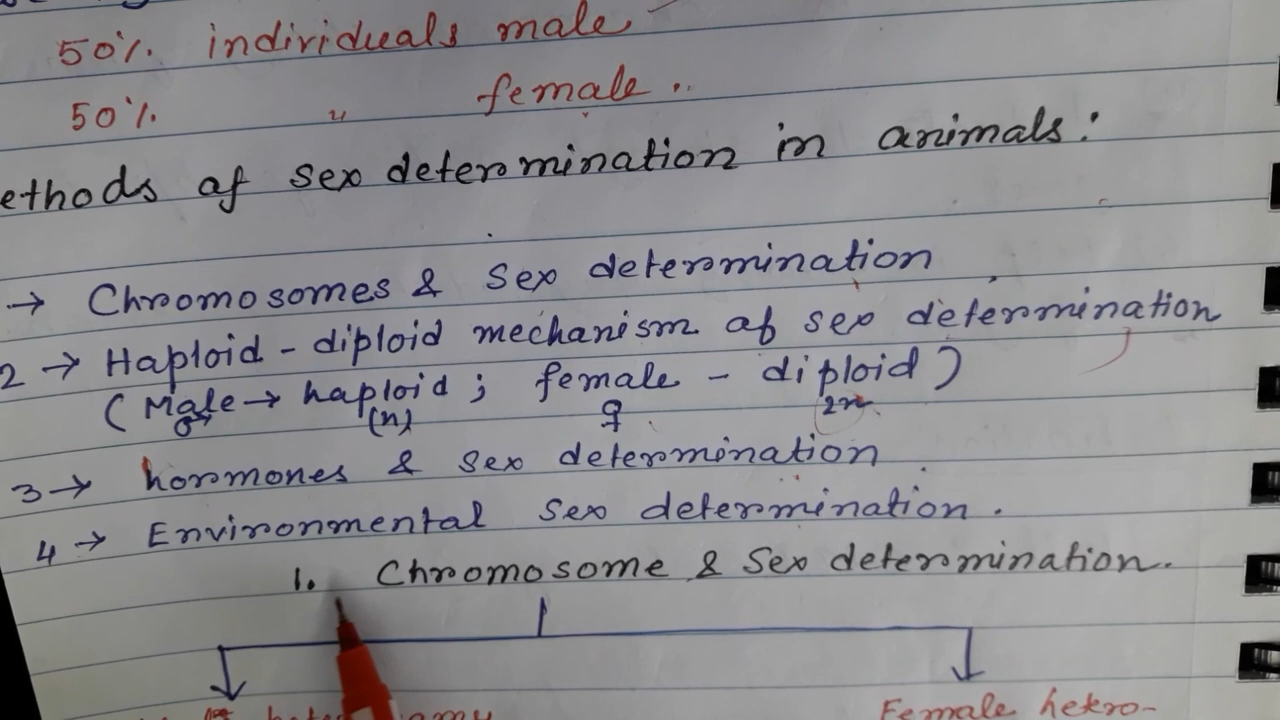 50%. individuals male
50%. " female ..
ethods of sex determination in animals:
→ Chromosomes & Sex determination
2 → Haploid - diploid mechanism of sex determination
(Male → haploid ; female - diploid)
♂ (n) ♀ 2n
3 → hormones & sex determination
4 → Environmental Sex determination.
1. Chromosome & Sex determination.
Female hetro-